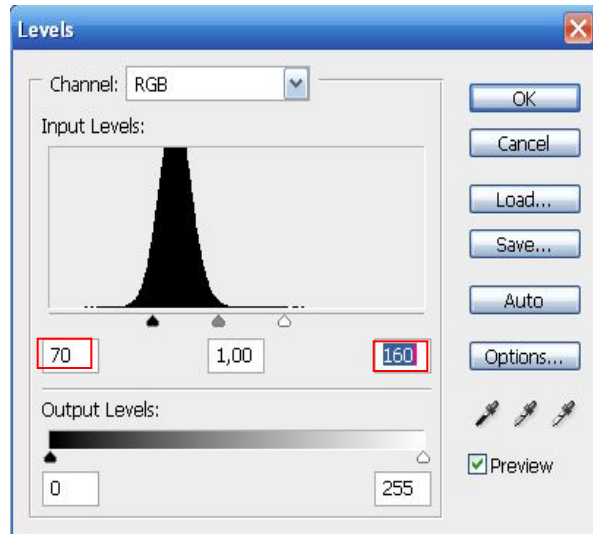 Levels
Channel: RGB
OK
Input Levels:
Cancel
Load...
Save...
Auto
70 1,00 160
Options...
Output Levels:
Preview
0 255